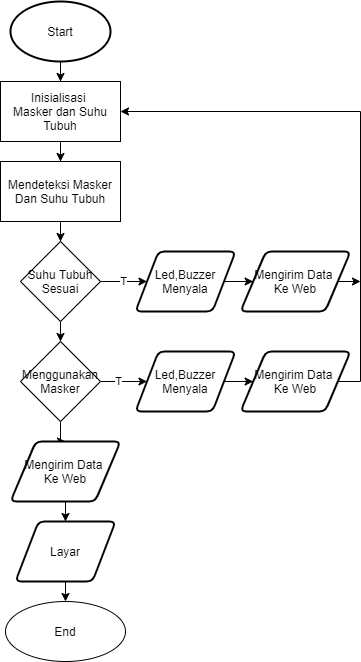 Start
Inisialisasi
Masker dan Suhu
Tubuh
Mendeteksi Masker
Dan Suhu Tubuh
Suhu Tubuh
Sesuai
T
Led,Buzzer
Menyala
Mengirim Data
Ke Web
Menggunakan
Masker
T
Led,Buzzer
Menyala
Mengirim Data
Ke Web
Mengirim Data
Ke Web
Layar
End